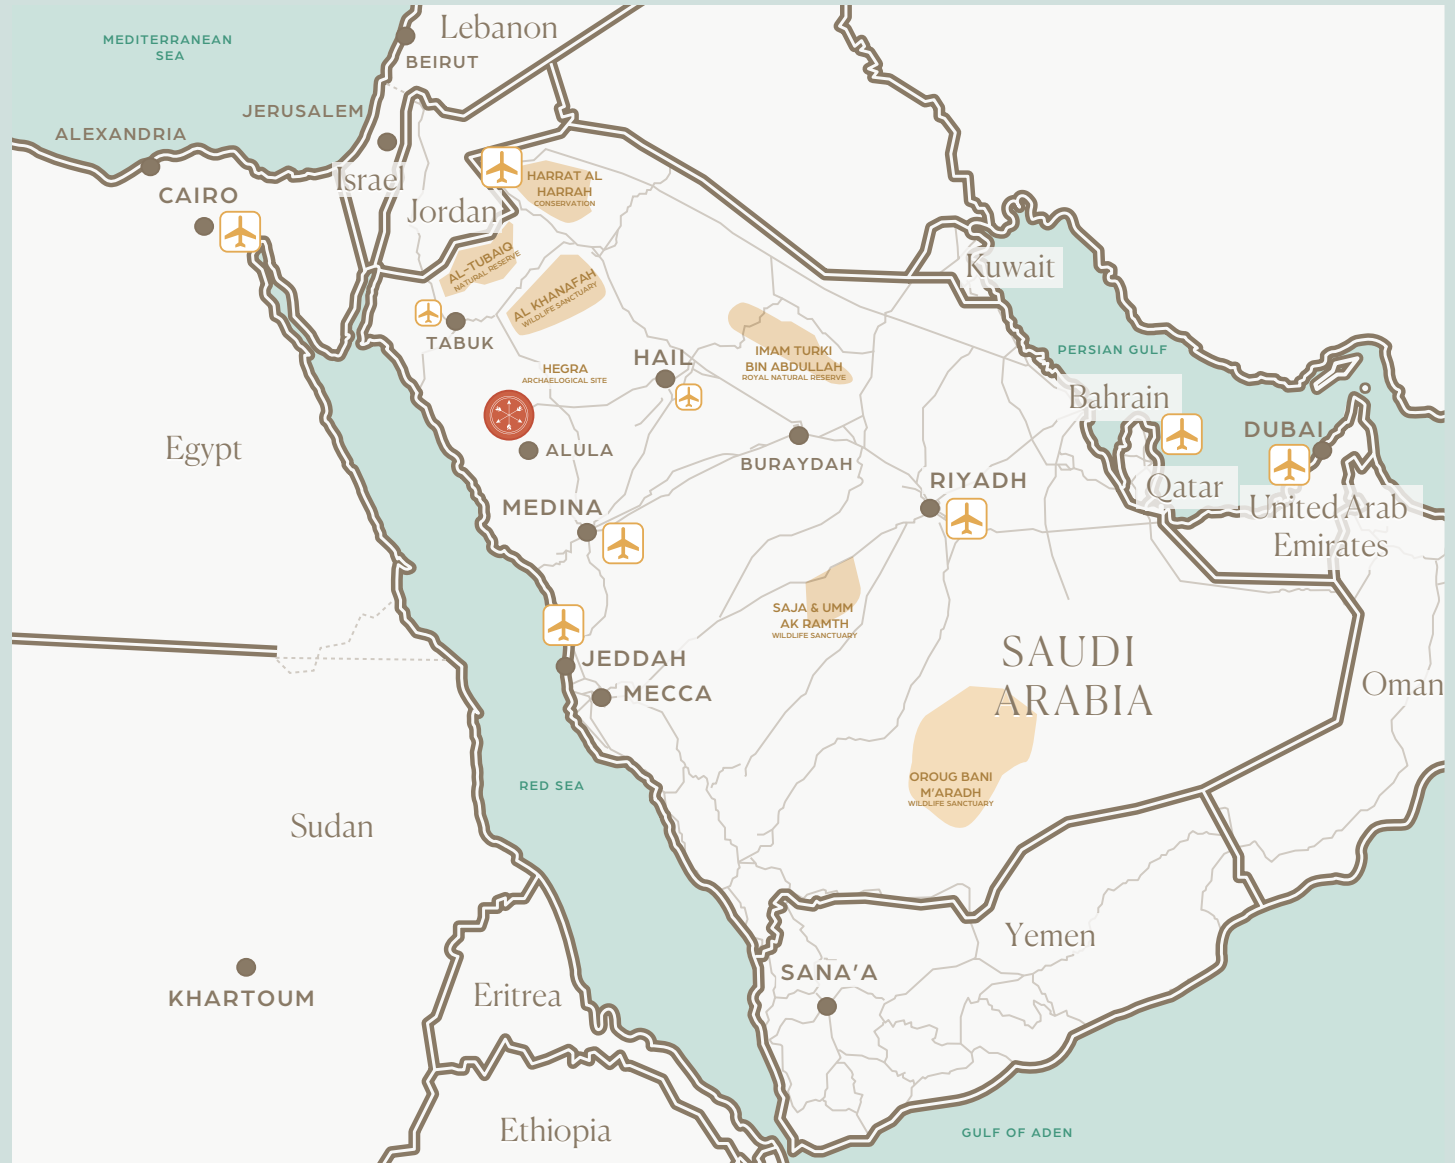 Lebanon
MEDITERRANEAN
SEA
BEIRUT
JERUSALEM
ALEXANDRIA
Israel
CAIRO
Jordan
HARRAT AL
HARRAH
CONSERVATION
AL-TUBAIQ
NATURAL RESERVE
AL KHANAFAH
WILDLIFE SANCTUARY
Kuwait
TABUK
PERSIAN GULF
HAIL
IMAM TURKI
BIN ABDULLAH
ROYAL NATURAL RESERVE
HEGRA
ARCHAELOGICAL SITE
Bahrain
DUBAI
Egypt
ALULA
BURAYDAH
RIYADH
Qatar
MEDINA
United Arab
Emirates
SAJA & UMM
AK RAMTH
WILDLIFE SANCTUARY
SAUDI
ARABIA
JEDDAH
MECCA
Oman
RED SEA
OROUG BANI
M'ARADH
WILDLIFE SANCTUARY
Sudan
Yemen
SANA'A
KHARTOUM
Eritrea
Ethiopia
GULF OF ADEN